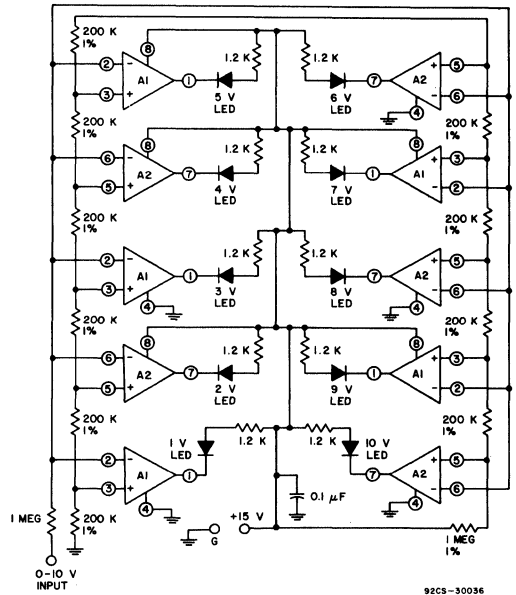 200 K
1%
8
1.2 K
1.2 K
2
A1
1
5 V
LED
6 V
LED
7
A2
5
3
6
4
200 K
1%
200 K
1%
8
1.2 K
1.2 K
8
6
A2
7
4 V
LED
7 V
LED
1
A1
3
5
2
200 K
1%
200 K
1%
2
A1
1
1.2 K
3 V
LED
1.2 K
8 V
LED
7
A2
5
3
6
4
4
200 K
1%
200 K
1%
8
1.2 K
1.2 K
8
6
A2
7
2 V
LED
9 V
LED
1
A1
3
5
2
200 K
1%
200 K
1%
1 V
LED
1.2 K
1.2 K
10 V
LED
2
A1
1
7
A2
5
3
6
4
4
0.1 µF
1 MEG
200 K
1%
+15 V
G
1 MEG
1%
0-10 V
INPUT
92CS-30036